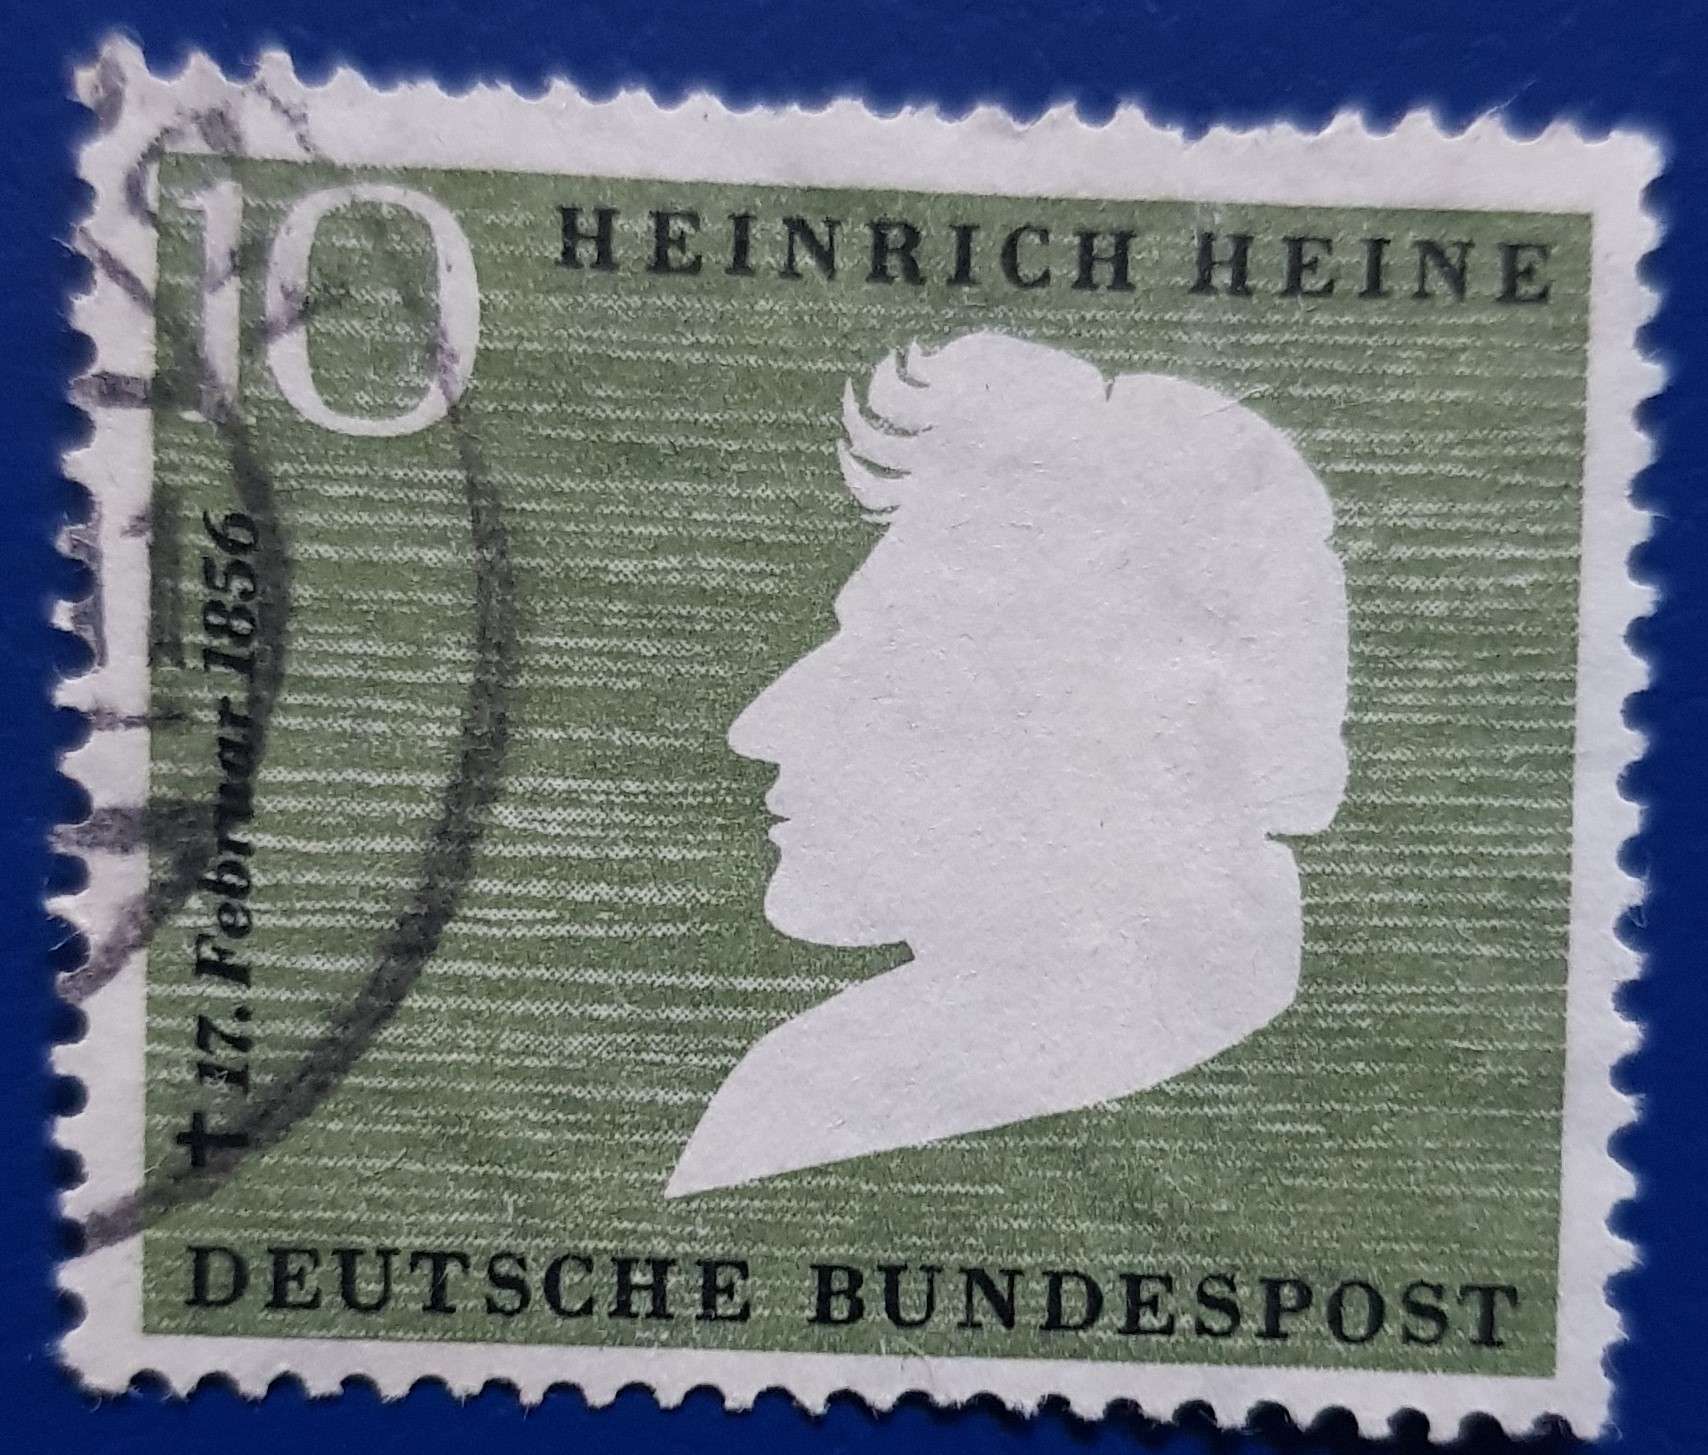 10
HEINRICH HEINE
† 17. Februar 1856
DEUTSCHE BUNDESPOST